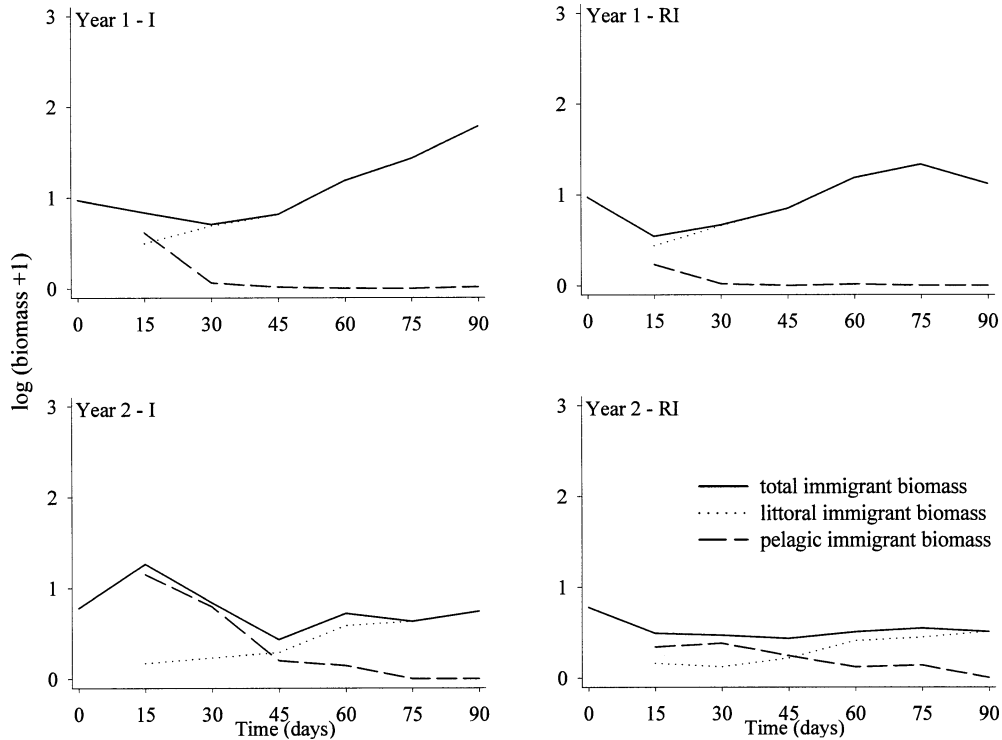 Year 1 - I
3
2
1
0
0 15 30 45 60 75 90
Year 1 - RI
3
2
1
0
0 15 30 45 60 75 90
log (biomass +1)
Year 2 - I
3
2
1
0
0 15 30 45 60 75 90
Time (days)
Year 2 - RI
3
2
1
0
total immigrant biomass
littoral immigrant biomass
pelagic immigrant biomass
0 15 30 45 60 75 90
Time (days)